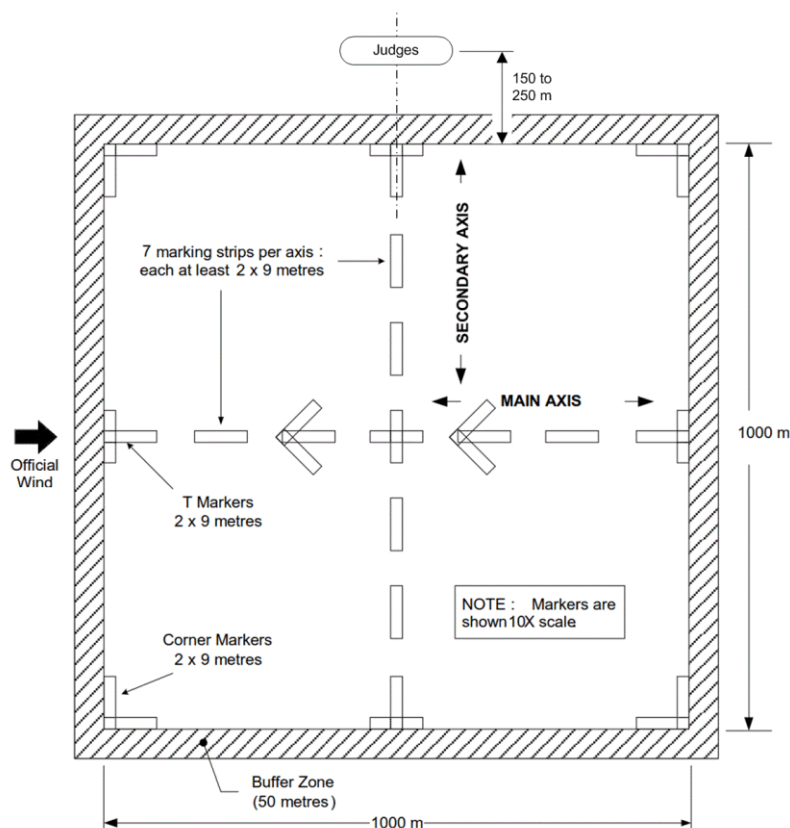 Judges
150 to
250 m
7 marking strips per axis :
each at least 2 x 9 metres
SECONDARY AXIS
MAIN AXIS
1000 m
Official
Wind
T Markers
2 x 9 metres
NOTE : Markers are
shown 10X scale
Corner Markers
2 x 9 metres
Buffer Zone
(50 metres)
1000 m